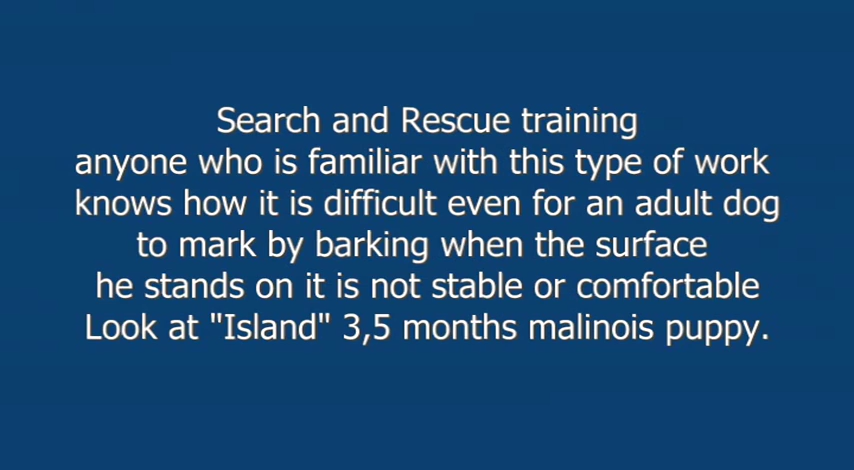 Search and Rescue training
anyone who is familiar with this type of work
knows how it is difficult even for an adult dog
to mark by barking when the surface
he stands on it is not stable or comfortable
Look at "Island" 3,5 months malinois puppy.